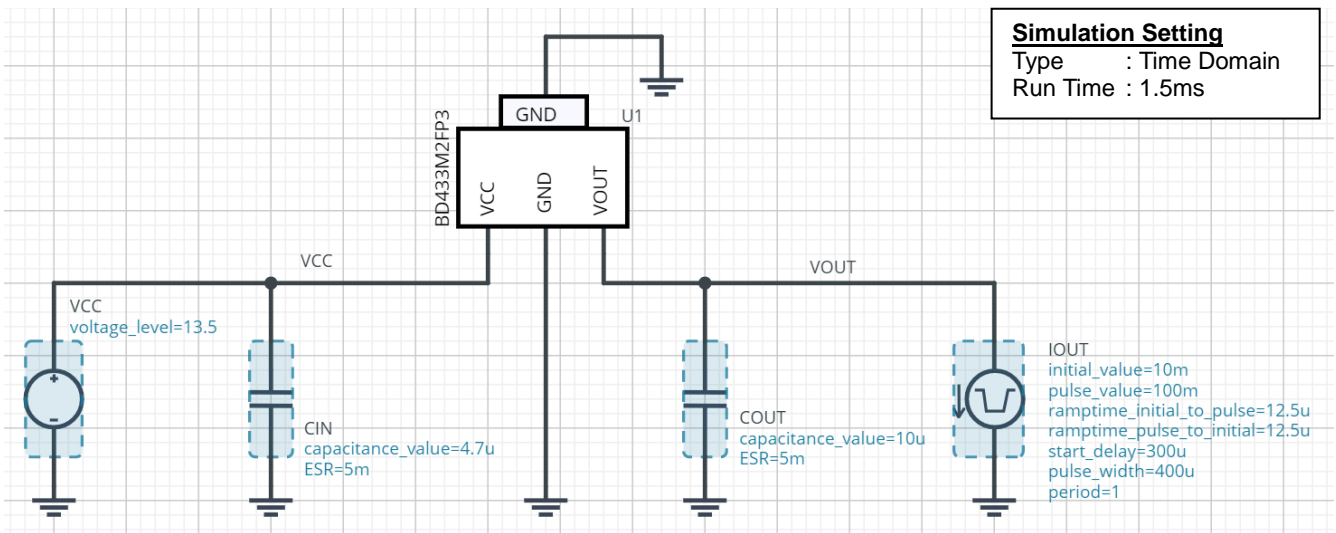 Simulation Setting
Type : Time Domain
Run Time : 1.5ms
GND
U1
BD433M2FP3
VCC
GND
VOUT
VCC
VOUT
VCC
voltage_level=13.5
CIN
capacitance_value=4.7u
ESR=5m
COUT
capacitance_value=10u
ESR=5m
IOUT
initial_value=10m
pulse_value=100m
ramptime_initial_to_pulse=12.5u
ramptime_pulse_to_initial=12.5u
start_delay=300u
pulse_width=400u
period=1